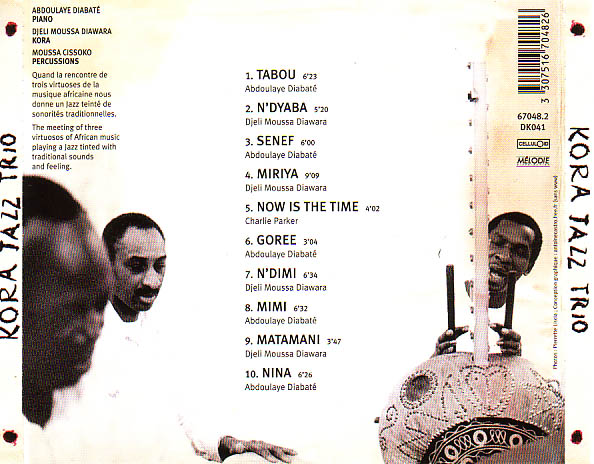 ABDOULAYE DIABATÉ
PIANO
DJELI MOUSSA DIAWARA
KORA
MOUSSA CISSOKO
PERCUSSIONS
Quand la rencontre de
trois virtuoses de la
musique africaine nous
donne un Jazz teinté de
sonorités traditionnelles.
The meeting of three
virtuosos of African music
playing a Jazz tinted with
traditional sounds
and feeling.
KORA JAZZ TRIO
1. TABOU 6'23
Abdoulaye Diabaté
2. N'DYABA 5'20
Djeli Moussa Diawara
3. SENEF 6'00
Abdoulaye Diabaté
4. MIRIYA 9'09
Djeli Moussa Diawara
5. NOW IS THE TIME 4'02
Charlie Parker
6. GOREE 3'04
Abdoulaye Diabaté
7. N'DIMI 6'34
Djeli Moussa Diawara
8. MIMI 6'32
Abdoulaye Diabaté
9. MATAMANI 3'47
Djeli Moussa Diawara
10. NINA 6'26
Abdoulaye Diabaté
3 307516 704826
67048.2
DK041
CELLULOID
MÉLODIE
KORA JAZZ TRIO